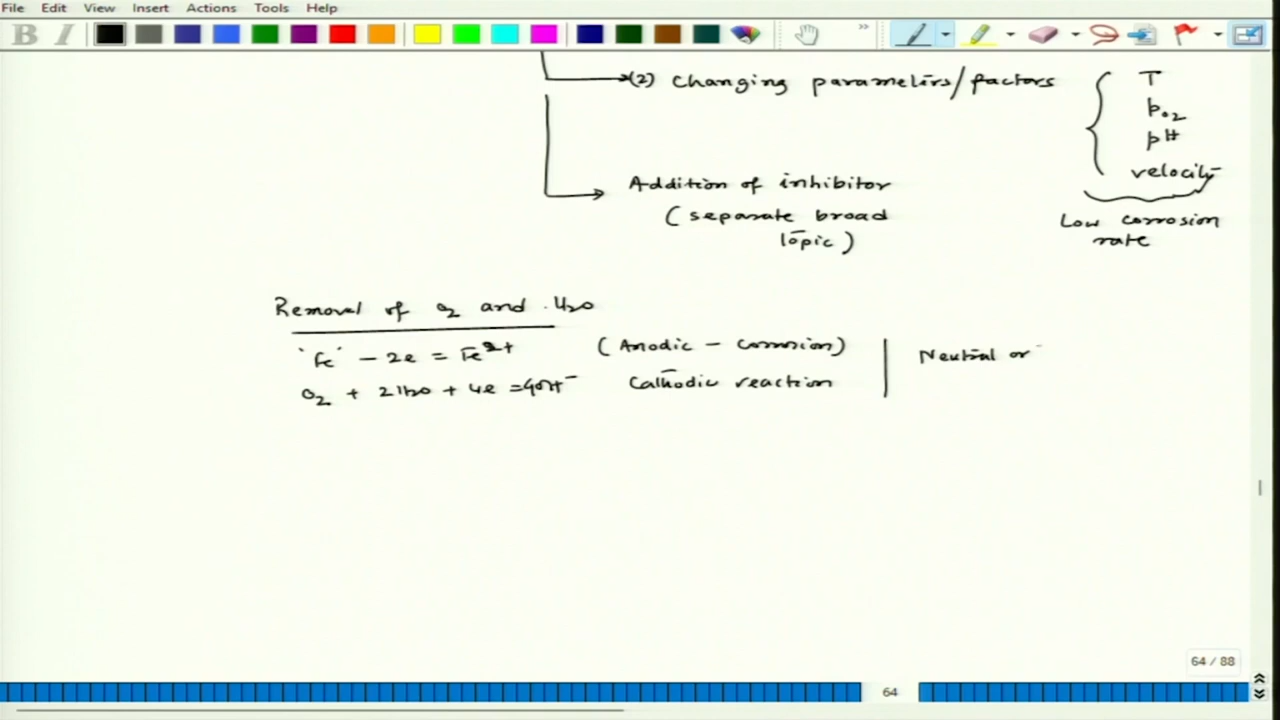 File Edit View Insert Actions Tools Help
B I
(2) Changing parameters/factors
T
pO2
pH
velocity
Low corrosion
rate
Addition of inhibitor
(separate broad
topic)
Removal of O2 and H2O
'Fe' - 2e = Fe2+ (Anodic - corrosion) | Neutral or
O2 + 2H2O + 4e = 4OH- Cathodic reaction
64 / 88
64